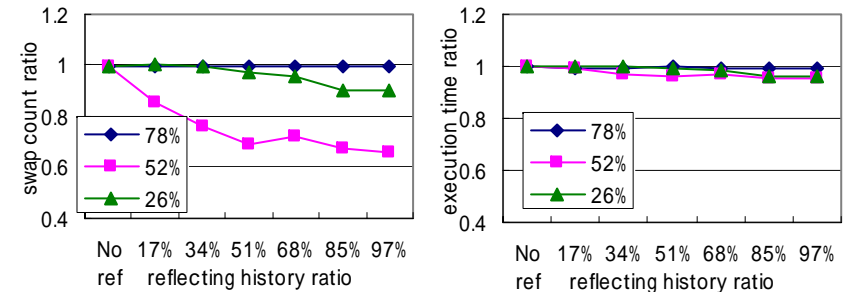 1.2
1
0.8
0.6
0.4
swap count ratio
78%
52%
26%
No ref 17% 34% 51% 68% 85% 97%
reflecting history ratio
1.2
1
0.8
0.6
0.4
execution time ratio
78%
52%
26%
No ref 17% 34% 51% 68% 85% 97%
reflecting history ratio